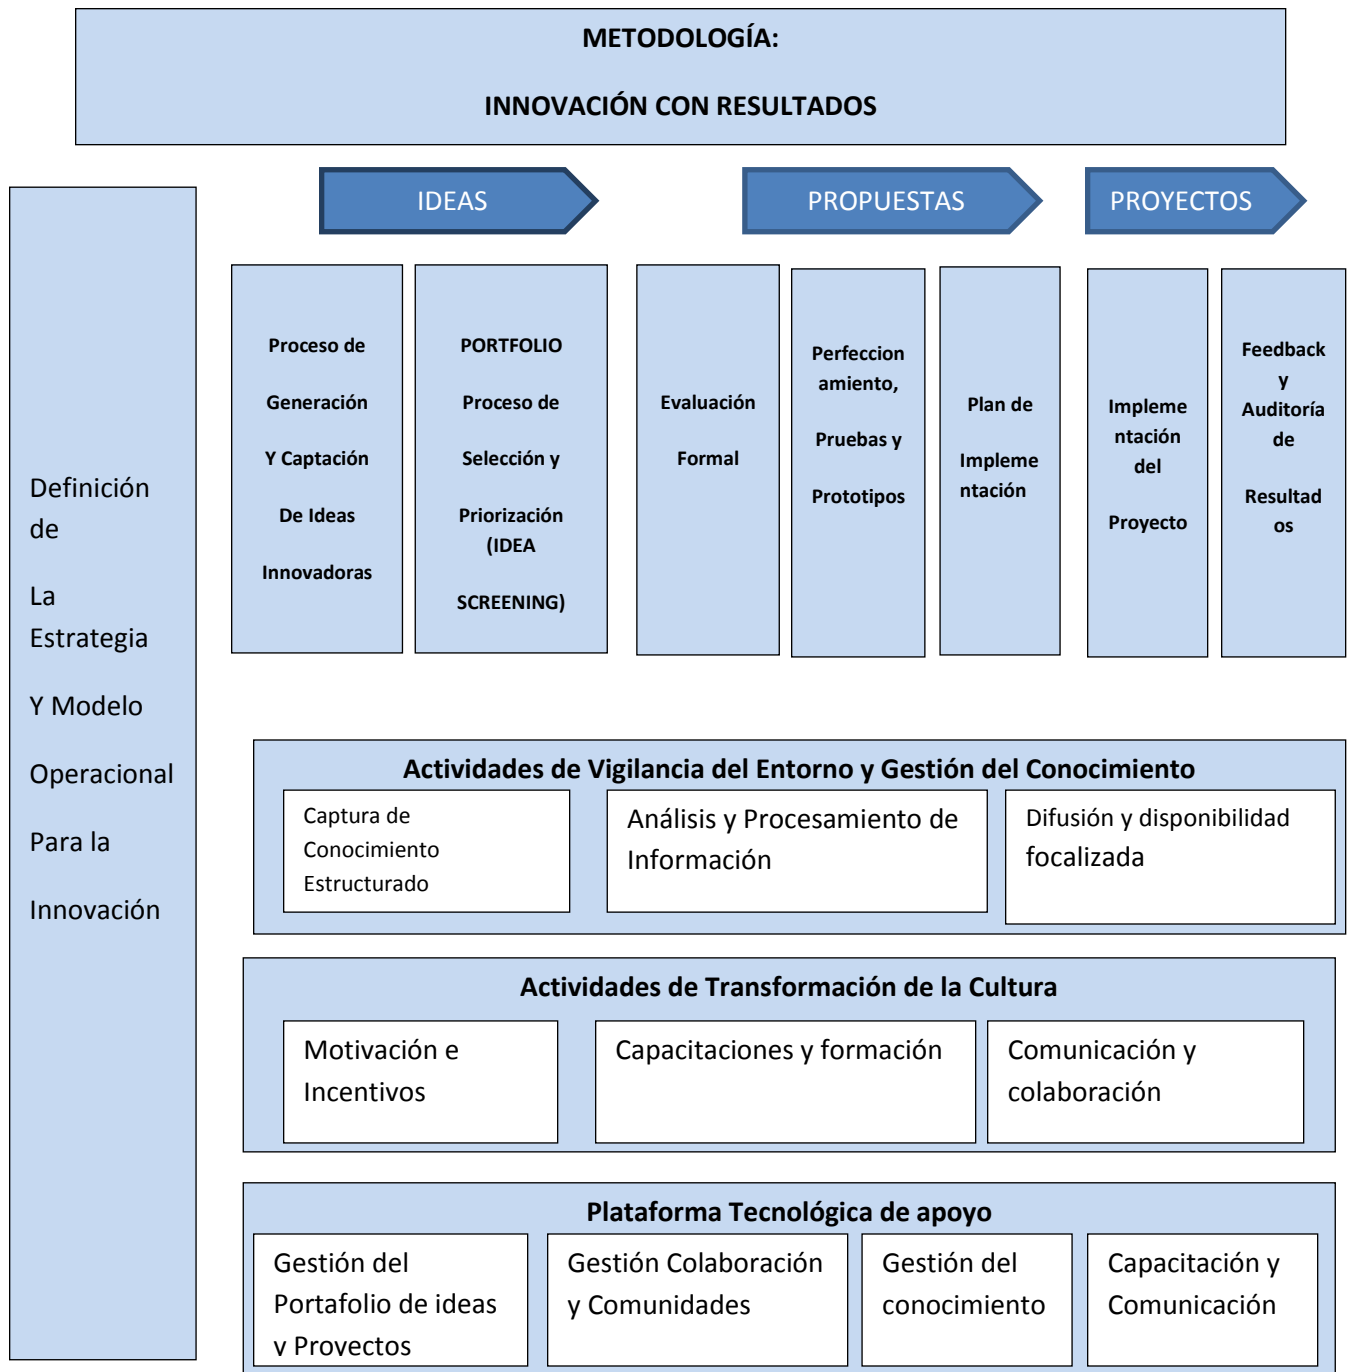 METODOLOGÍA:
INNOVACIÓN CON RESULTADOS
IDEAS
PROPUESTAS
PROYECTOS
Definición
de
La
Estrategia
Y Modelo
Operacional
Para la
Innovación
Proceso de
Generación
Y Captación
De Ideas
Innovadoras
PORTFOLIO
Proceso de
Selección y
Priorización
(IDEA
SCREENING)
Evaluación
Formal
Perfeccion
amiento,
Pruebas y
Prototipos
Plan de
Impleme
ntación
Impleme
ntación
del
Proyecto
Feedback
y
Auditoría
de
Resultad
os
Actividades de Vigilancia del Entorno y Gestión del Conocimiento
Captura de
Conocimiento
Estructurado
Análisis y Procesamiento de
Información
Difusión y disponibilidad
focalizada
Actividades de Transformación de la Cultura
Motivación e
Incentivos
Capacitaciones y formación
Comunicación y
colaboración
Plataforma Tecnológica de apoyo
Gestión del
Portafolio de ideas
y Proyectos
Gestión Colaboración
y Comunidades
Gestión del
conocimiento
Capacitación y
Comunicación